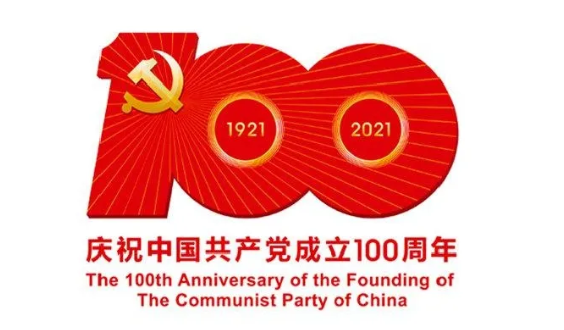 100
1921
2021
庆祝中国共产党成立100周年
The 100th Anniversary of the Founding of
The Communist Party of China